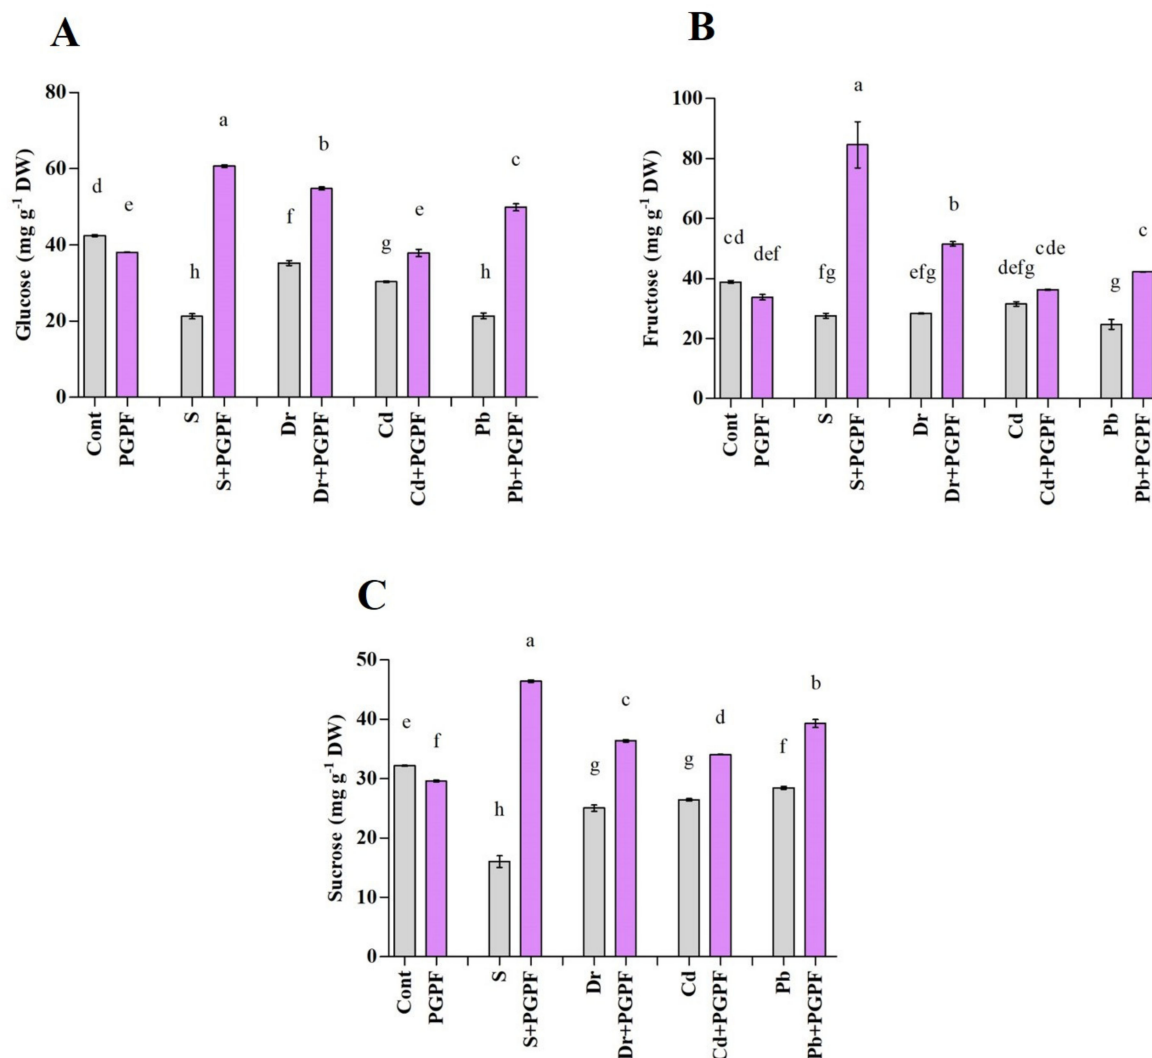 A
Glucose (mg g⁻¹ DW)
80
60
40
20
0
d
e
h
a
f
b
g
e
h
c
Cont
PGPF
S
S+PGPF
Dr
Dr+PGPF
Cd
Cd+PGPF
Pb
Pb+PGPF
B
Fructose (mg g⁻¹ DW)
100
80
60
40
20
0
cd
def
fg
a
efg
b
defg
cde
g
c
Cont
PGPF
S
S+PGPF
Dr
Dr+PGPF
Cd
Cd+PGPF
Pb
Pb+PGPF
C
Sucrose (mg g⁻¹ DW)
50
40
30
20
10
0
e
f
h
a
g
c
g
d
f
b
Cont
PGPF
S
S+PGPF
Dr
Dr+PGPF
Cd
Cd+PGPF
Pb
Pb+PGPF